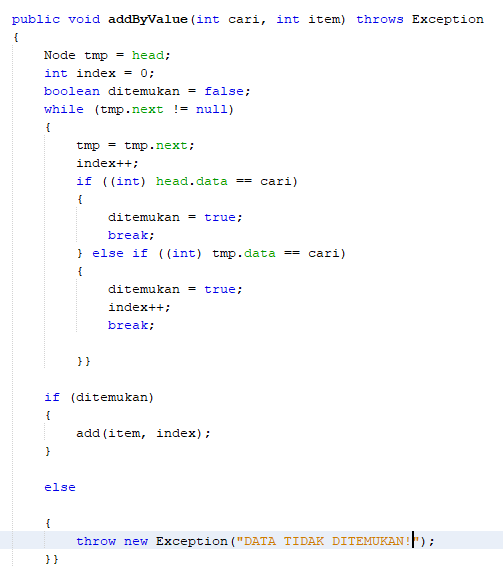 public void addByValue(int cari, int item) throws Exception
{
Node tmp = head;
int index = 0;
boolean ditemukan = false;
while (tmp.next != null)
{
tmp = tmp.next;
index++;
if ((int) head.data == cari)
{
ditemukan = true;
break;
} else if ((int) tmp.data == cari)
{
ditemukan = true;
index++;
break;
}}
if (ditemukan)
{
add(item, index);
}
else
{
throw new Exception("DATA TIDAK DITEMUKAN!");
}}